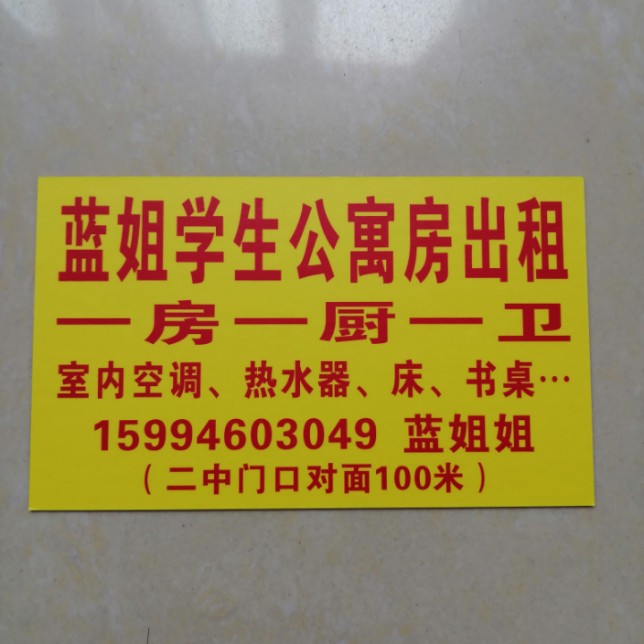 蓝姐学生公寓房出租
一房一厨一卫
室内空调、热水器、床、书桌…
15994603049 蓝姐姐
（二中门口对面100米）